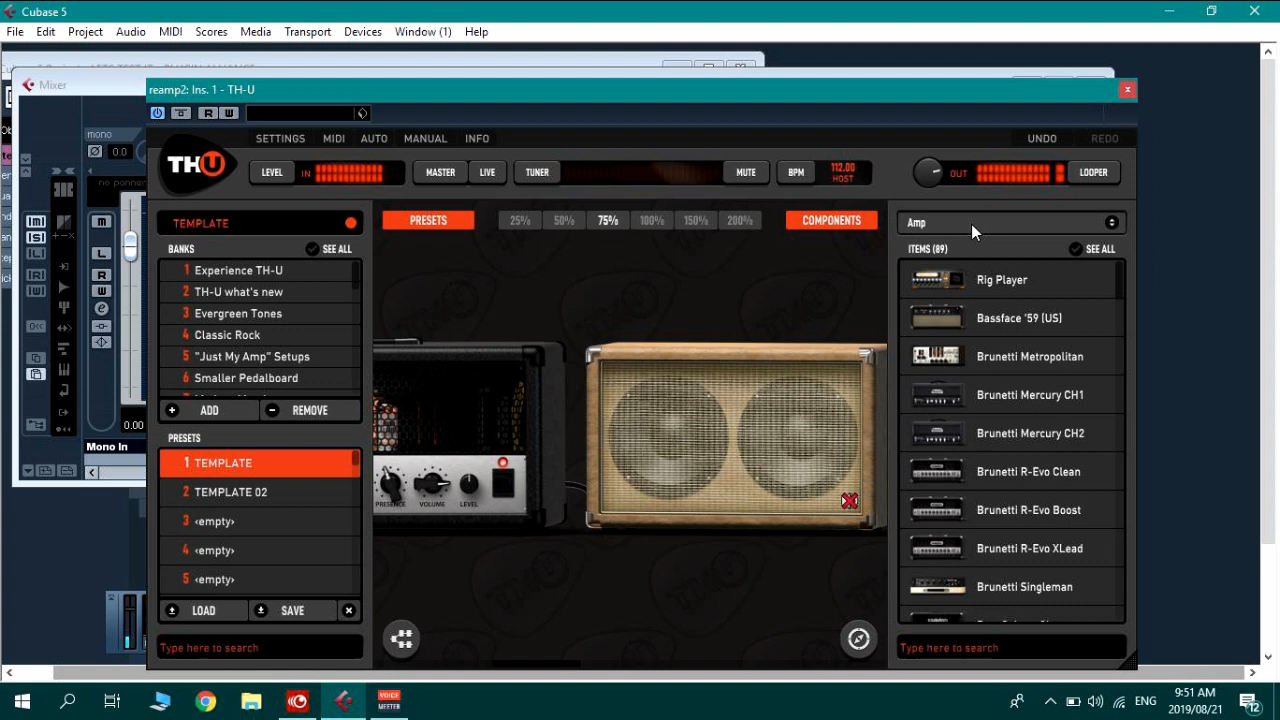 Cubase 5
File Edit Project Audio MIDI Scores Media Transport Devices Window (1) Help
Mixer
reamp2: Ins. 1 - TH-U
R W
SETTINGS MIDI AUTO MANUAL INFO
UNDO REDO
THU
LEVEL IN MASTER LIVE TUNER MUTE BPM 112.00 HOST OUT LOOPER
mono
0.0
TEMPLATE
PRESETS 25% 50% 75% 100% 150% 200% COMPONENTS
Amp
BANKS SEE ALL
ITEMS (89) SEE ALL
1 Experience TH-U
2 TH-U what's new
3 Evergreen Tones
4 Classic Rock
5 "Just My Amp" Setups
6 Smaller Pedalboard
ADD REMOVE
PRESETS
1 TEMPLATE
2 TEMPLATE 02
3 <empty>
4 <empty>
5 <empty>
LOAD SAVE
Type here to search
PRESENCE VOLUME LEVEL
Rig Player
Bassface '59 (US)
Brunetti Metropolitan
Brunetti Mercury CH1
Brunetti Mercury CH2
Brunetti R-Evo Clean
Brunetti R-Evo Boost
Brunetti R-Evo XLead
Brunetti Singleman
Type here to search
0.00
Mono In
VOICE
MEETER
ENG
9:51 AM
2019/08/21
12